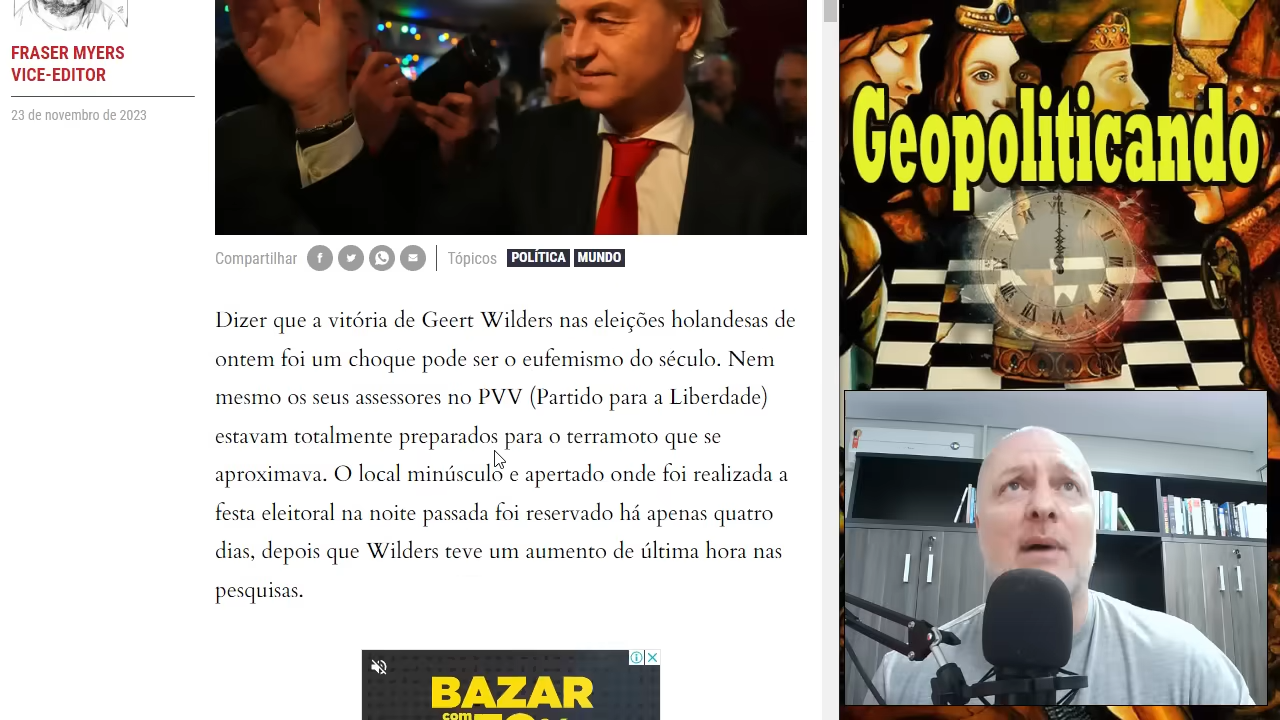 FRASER MYERS
VICE-EDITOR
23 de novembro de 2023
Compartilhar
Tópicos
POLÍTICA
MUNDO
Dizer que a vitória de Geert Wilders nas eleições holandesas de
ontem foi um choque pode ser o eufemismo do século. Nem
mesmo os seus assessores no PVV (Partido para a Liberdade)
estavam totalmente preparados para o terramoto que se
aproximava. O local minúsculo e apertado onde foi realizada a
festa eleitoral na noite passada foi reservado há apenas quatro
dias, depois que Wilders teve um aumento de última hora nas
pesquisas.
BAZAR
com
Geopoliticando